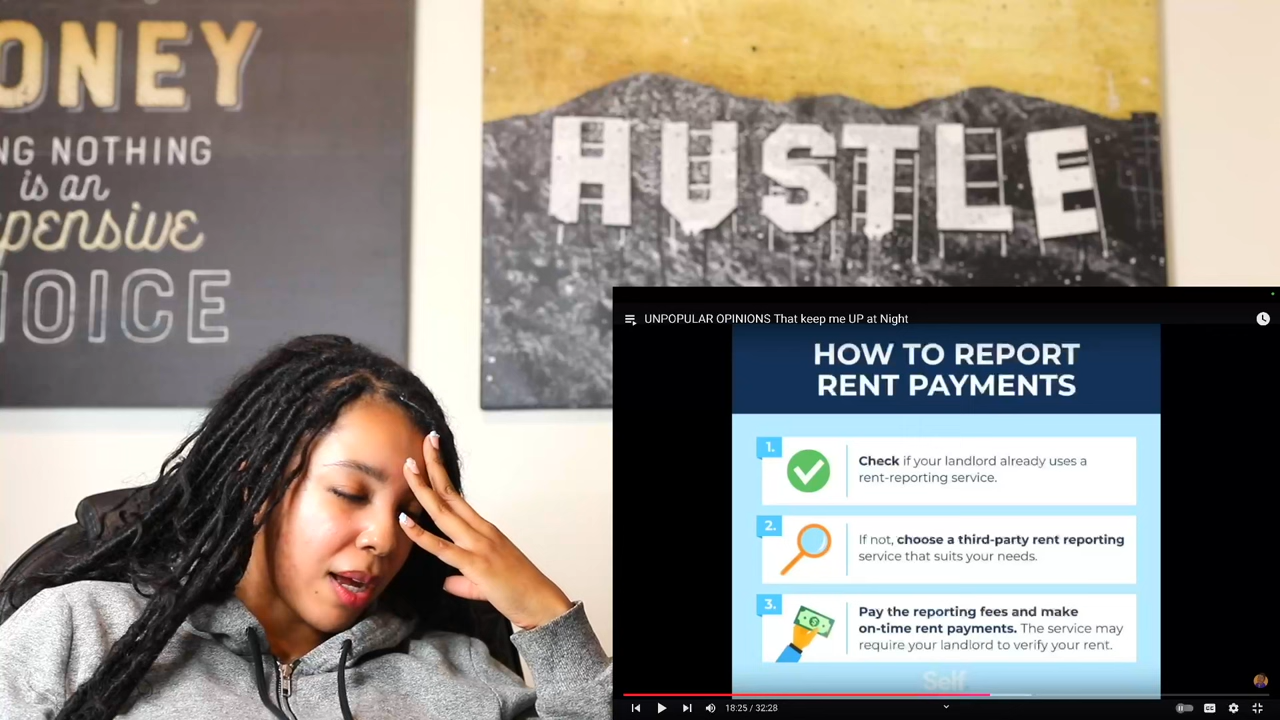 ONEY
NG NOTHING
is an
pensive
HOICE
HUSTLE
UNPOPULAR OPINIONS That keep me UP at Night
HOW TO REPORT
RENT PAYMENTS
1.
Check if your landlord already uses a
rent-reporting service.
2.
If not, choose a third-party rent reporting
service that suits your needs.
3.
Pay the reporting fees and make
on-time rent payments. The service may
require your landlord to verify your rent.
Self.
18:25 / 32:28
CC